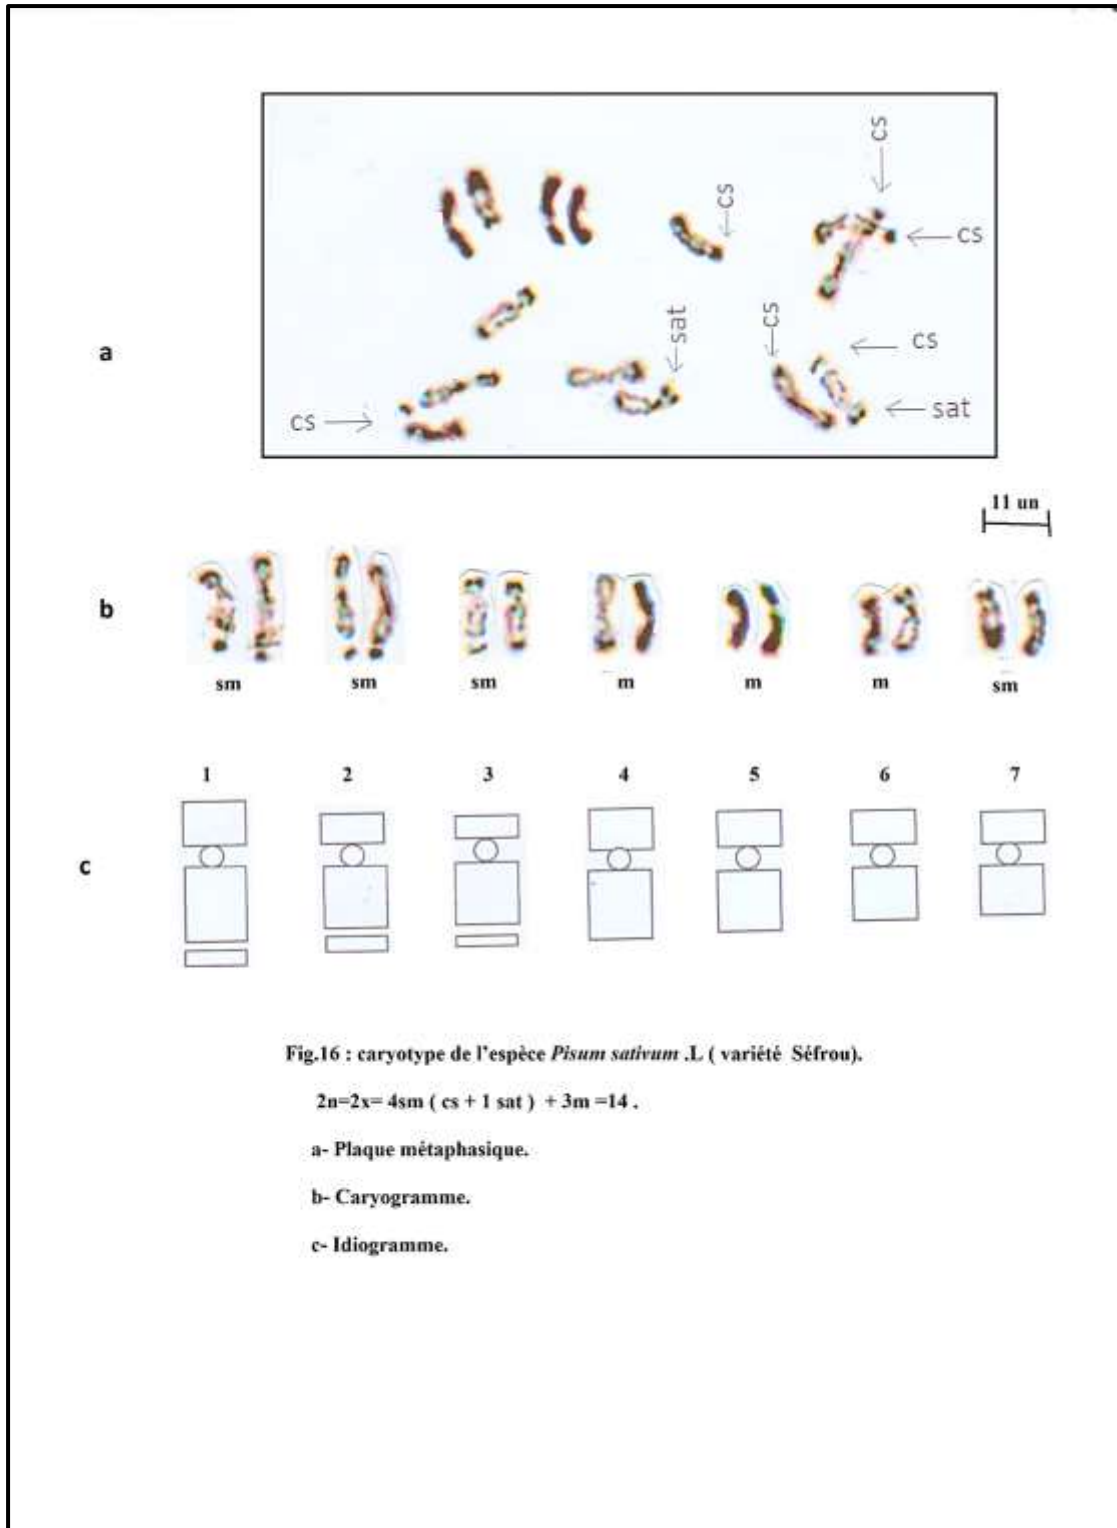 cs
cs
cs
sat
cs
cs
sat
cs
a
11 un
b
sm sm sm m m m sm
1 2 3 4 5 6 7
c
Fig.16 : caryotype de l'espèce Pisum sativum .L ( variété Séfrou).
2n=2x= 4sm ( cs + 1 sat ) + 3m =14 .
a- Plaque métaphasique.
b- Caryogramme.
c- Idiogramme.